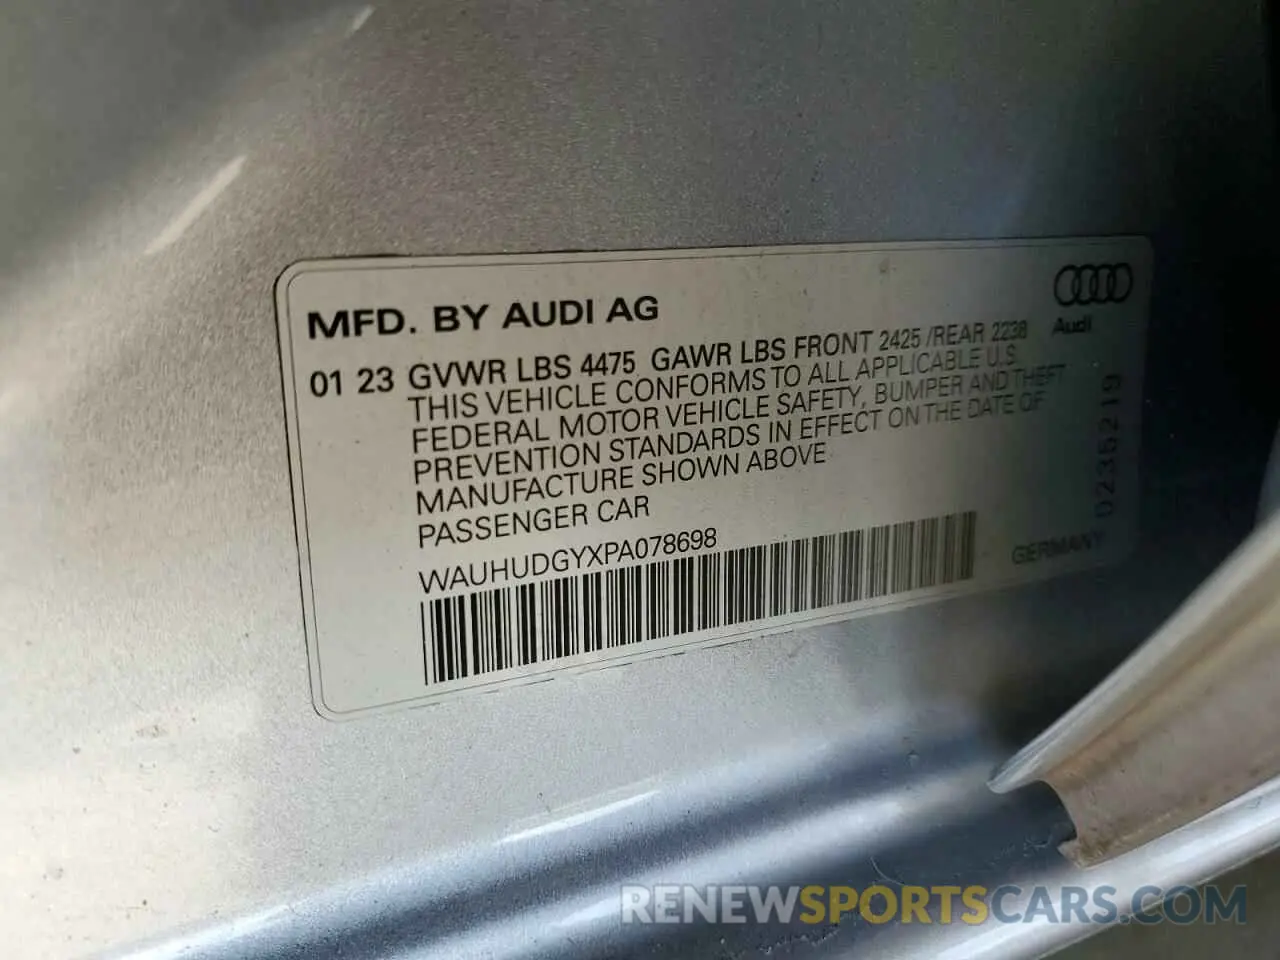 MFD. BY AUDI AG
Audi
01 23 GVWR LBS 4475 GAWR LBS FRONT 2425 /REAR 2238
THIS VEHICLE CONFORMS TO ALL APPLICABLE U.S.
FEDERAL MOTOR VEHICLE SAFETY, BUMPER AND THEFT
PREVENTION STANDARDS IN EFFECT ON THE DATE OF
MANUFACTURE SHOWN ABOVE
PASSENGER CAR
WAUHUDGYXPA078698
GERMANY
D235219
RENEWSPORTSCARS.COM